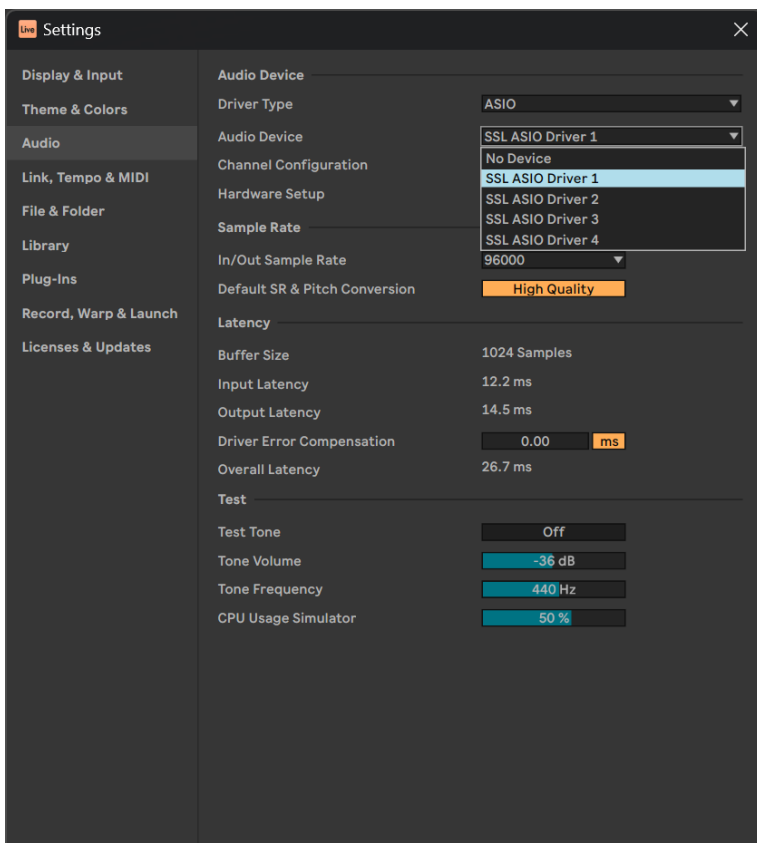 Live Settings
Display & Input
Theme & Colors
Audio
Link, Tempo & MIDI
File & Folder
Library
Plug-Ins
Record, Warp & Launch
Licenses & Updates
Audio Device
Driver Type ASIO
Audio Device SSL ASIO Driver 1
No Device
SSL ASIO Driver 1
SSL ASIO Driver 2
SSL ASIO Driver 3
SSL ASIO Driver 4
Channel Configuration
Hardware Setup
Sample Rate
In/Out Sample Rate 96000
Default SR & Pitch Conversion High Quality
Latency
Buffer Size 1024 Samples
Input Latency 12.2 ms
Output Latency 14.5 ms
Driver Error Compensation 0.00 ms
Overall Latency 26.7 ms
Test
Test Tone Off
Tone Volume -36 dB
Tone Frequency 440 Hz
CPU Usage Simulator 50 %